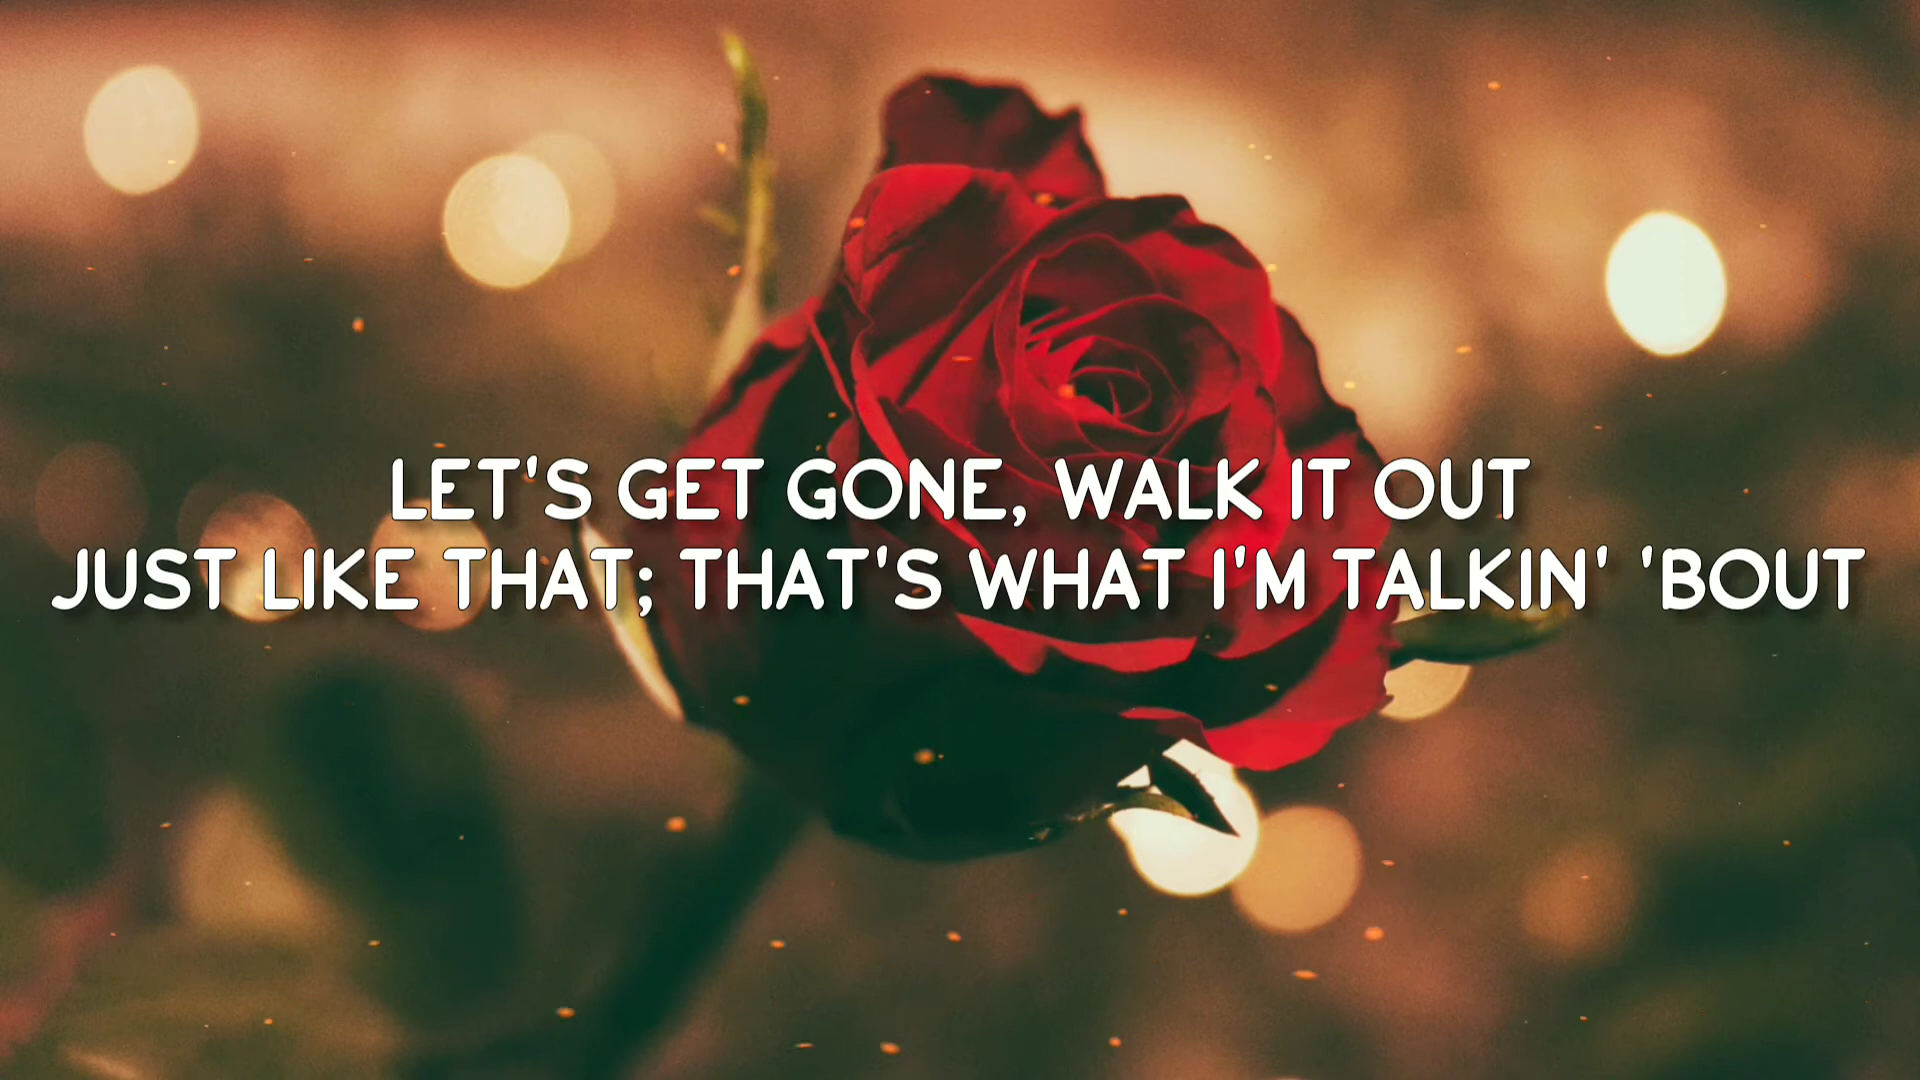 LET'S GET GONE, WALK IT OUT
JUST LIKE THAT; THAT'S WHAT I'M TALKIN' 'BOUT